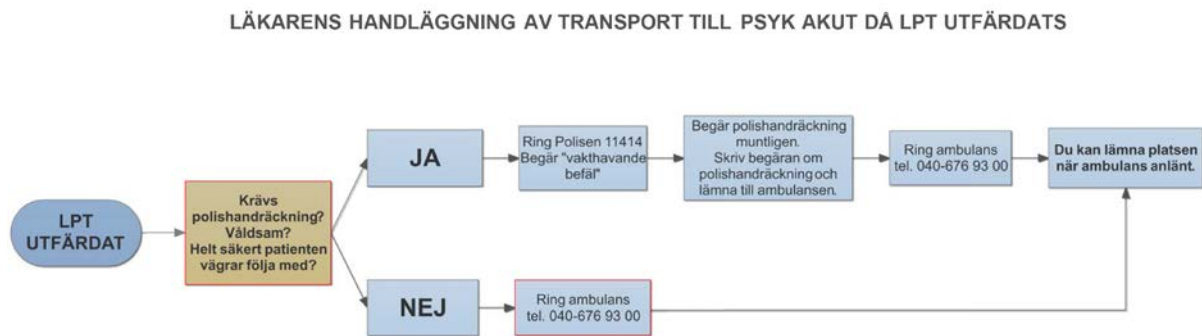 LÄKARENS HANDLÄGGNING AV TRANSPORT TILL PSYK AKUT DÅ LPT UTFÄRDATS
LPT
UTFÄRDAT
Krävs
polishandräckning?
Våldsam?
Helt säkert patienten
vägrar följa med?
JA
Ring Polisen 11414
Begär "vakthavande
befäl"
Begär polishandräckning
muntligen.
Skriv begäran om
polishandräckning och
lämna till ambulansen.
Ring ambulans
tel. 040-676 93 00
Du kan lämna platsen
när ambulans anlänt.
NEJ
Ring ambulans
tel. 040-676 93 00